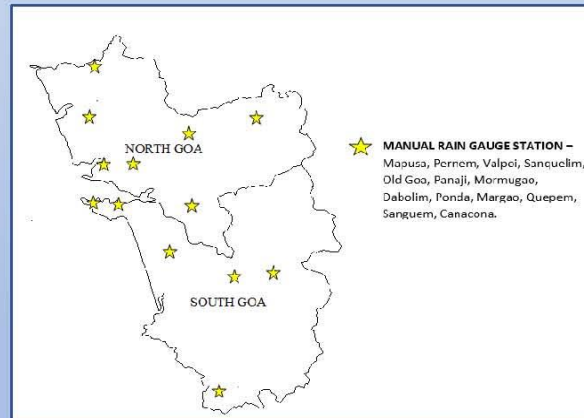 NORTH GOA
SOUTH GOA
MANUAL RAIN GAUGE STATION –
Mapusa, Pernem, Valpoi, Sanquelim,
Old Goa, Panaji, Mormugao,
Dabolim, Ponda, Margao, Quepem,
Sanguem, Canacona.